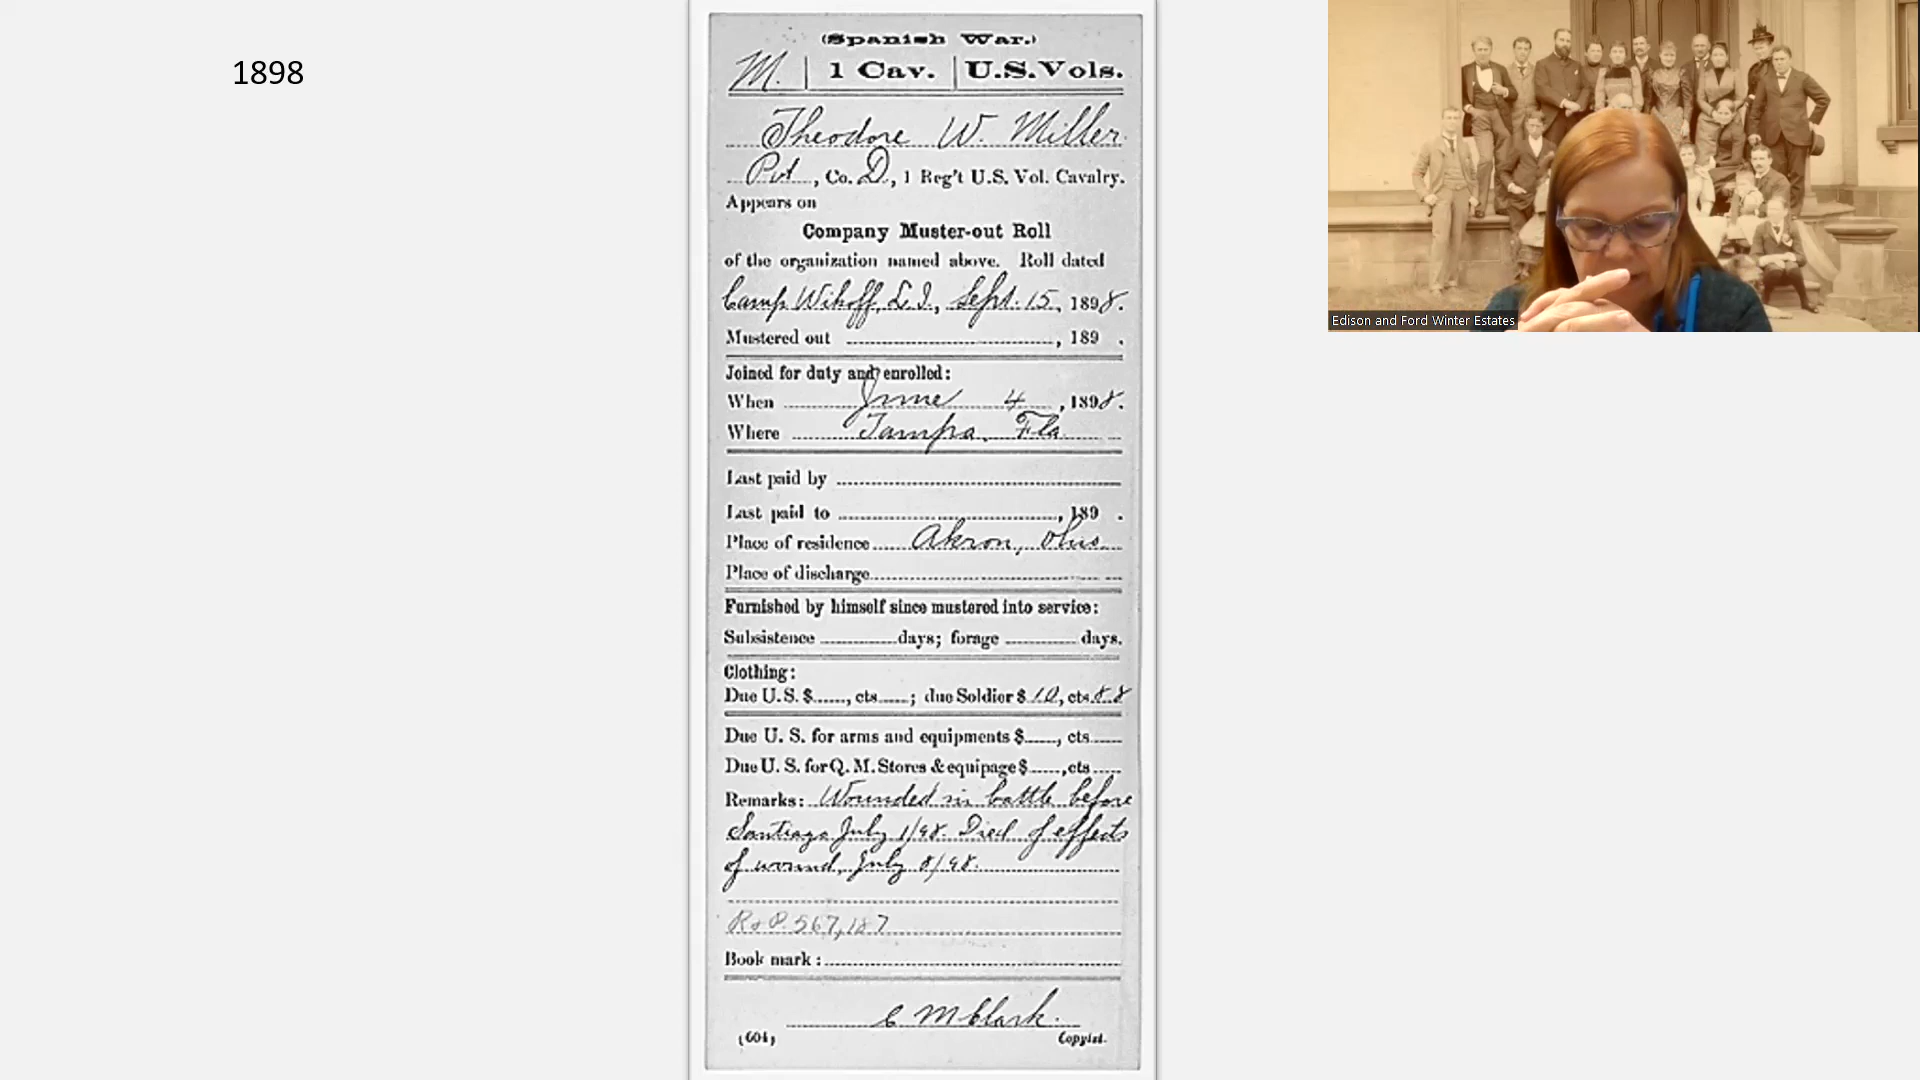 1898
(Spanish War.)
M. | 1 Cav. | U.S. Vols.
Theodore W. Miller.
Pvt, Co. D, 1 Reg't U.S. Vol. Cavalry.
Appears on
Company Muster-out Roll
of the organization named above. Roll dated
Camp Wikoff, L.I., Sept. 15, 1898.
Mustered out , 189 .
Joined for duty and enrolled:
When June 4, 1898.
Where Tampa, Fla.
Last paid by
Last paid to , 189 .
Place of residence Akron, Ohio
Place of discharge
Furnished by himself since mustered into service:
Subsistence days; forage days.
Clothing:
Due U.S. $ , cts ; due Soldier $ 10, cts. 88
Due U. S. for arms and equipments $ , cts
Due U. S. for Q. M. Stores & equipage $ , cts
Remarks: Wounded in battle before
Santiago July 1/98. Died of effects
of wound, July 8/98.
R & P. 567,187
Book mark:
C M Clark.
(604) Copyist.
Edison and Ford Winter Estates